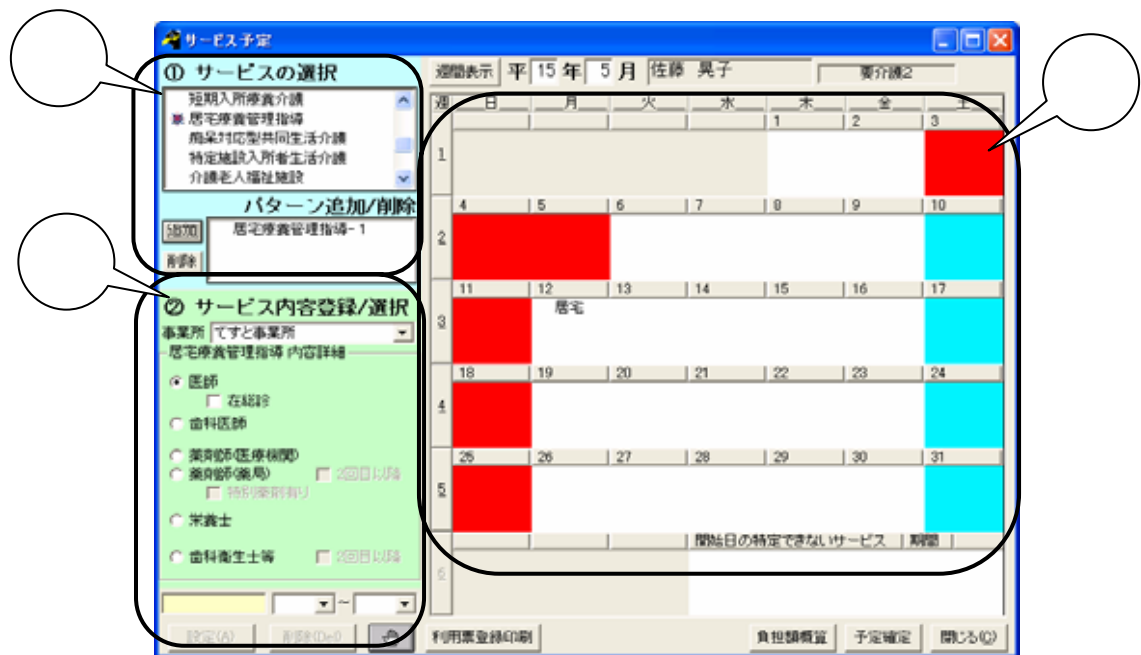 サービス予定
① サービスの選択
短期入所療養介護
居宅療養管理指導
痴呆対応型共同生活介護
特定施設入所者生活介護
介護老人福祉施設
パターン追加/削除
追加
居宅療養管理指導-1
削除
② サービス内容登録/選択
事業所 てすと事業所
居宅療養管理指導 内容詳細
医師
在総診
歯科医師
薬剤師(医療機関)
薬剤師(薬局) 2回目以降
特別薬剤有り
栄養士
歯科衛生士等 2回目以降
~
設定(A) 削除(Del)
週間表示 平 15 年 5 月 佐藤 晃子 要介護2
週 日 月 火 水 木 金 土
1 2 3
1
4 5 6 7 8 9 10
2
11 12 13 14 15 16 17
居宅
3
18 19 20 21 22 23 24
4
25 26 27 28 29 30 31
5
開始日の特定できないサービス 期間
6
利用票登録印刷 負担額概算 予定確定 閉じる(C)